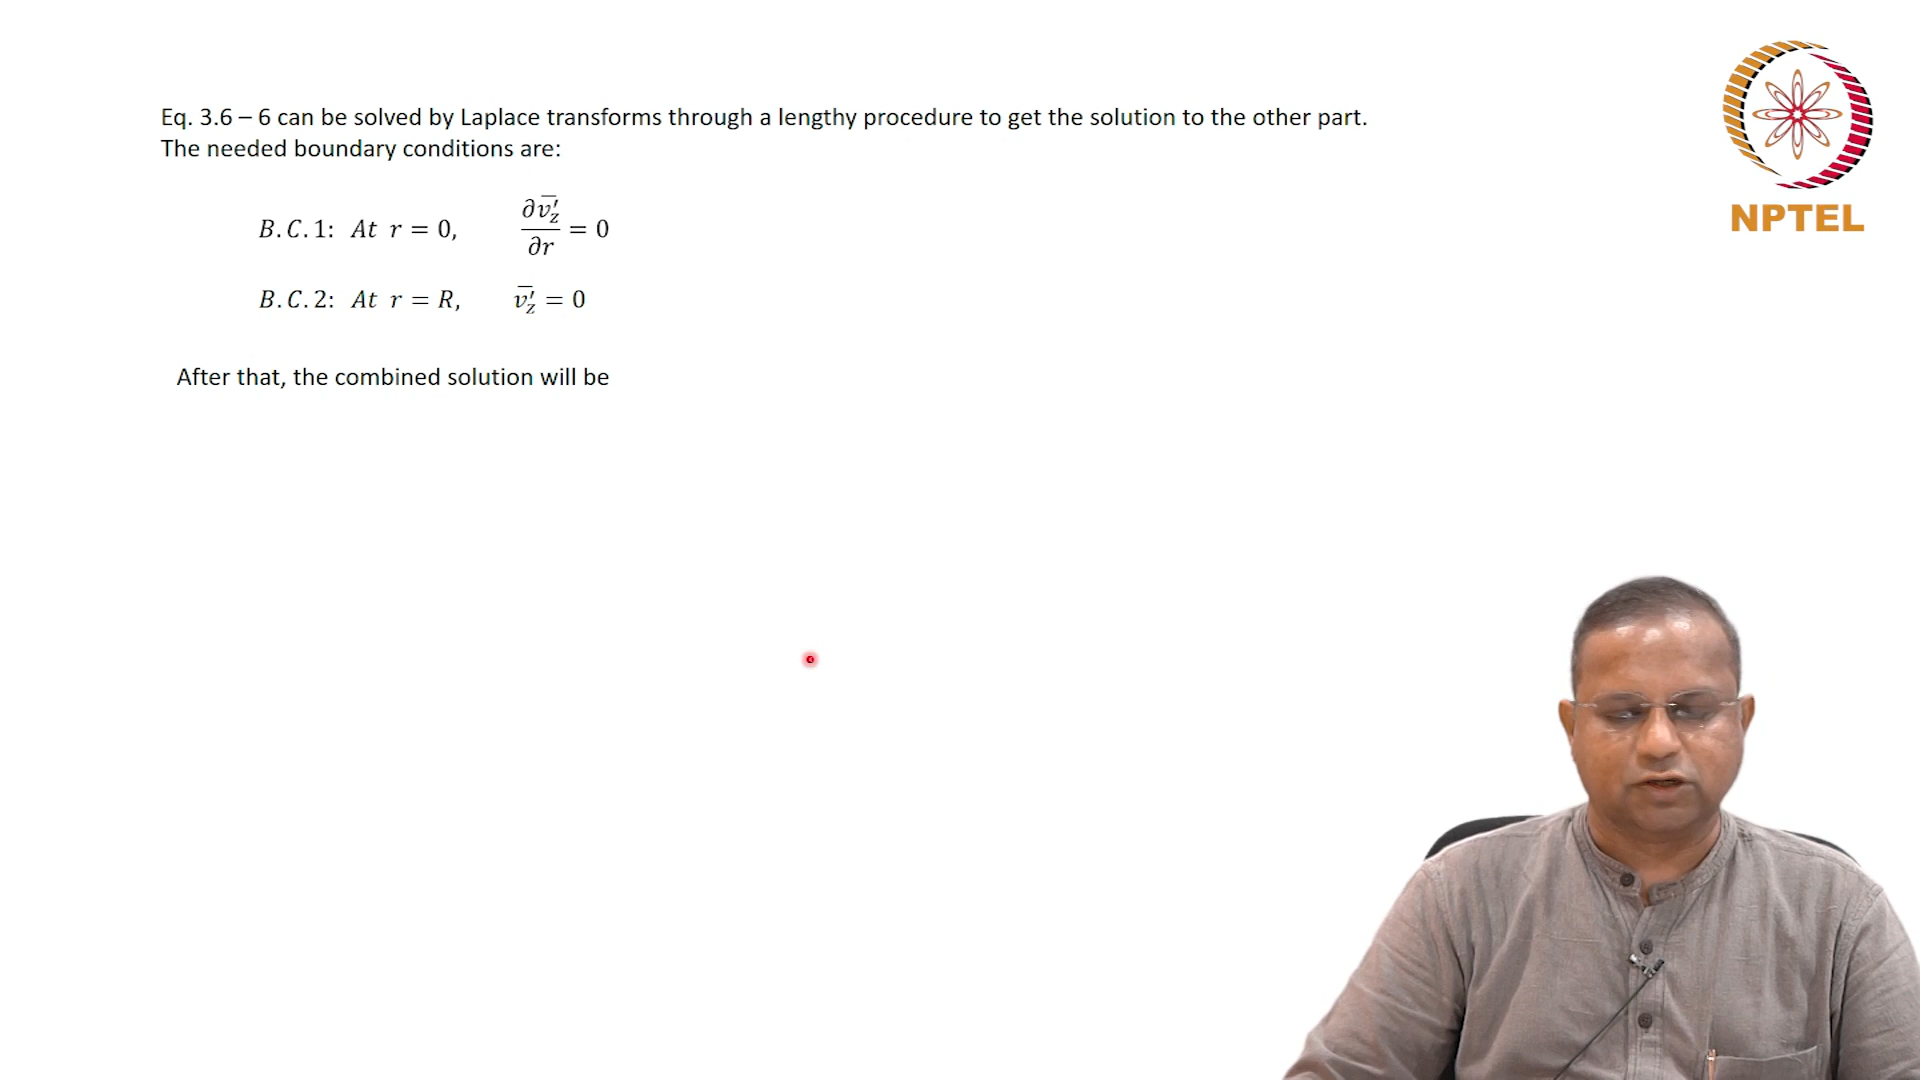 Eq. 3.6 – 6 can be solved by Laplace transforms through a lengthy procedure to get the solution to the other part.
The needed boundary conditions are:
B.C.1: At r = 0, ∂v̅z′/∂r = 0
B.C.2: At r = R, v̅z′ = 0
After that, the combined solution will be
NPTEL